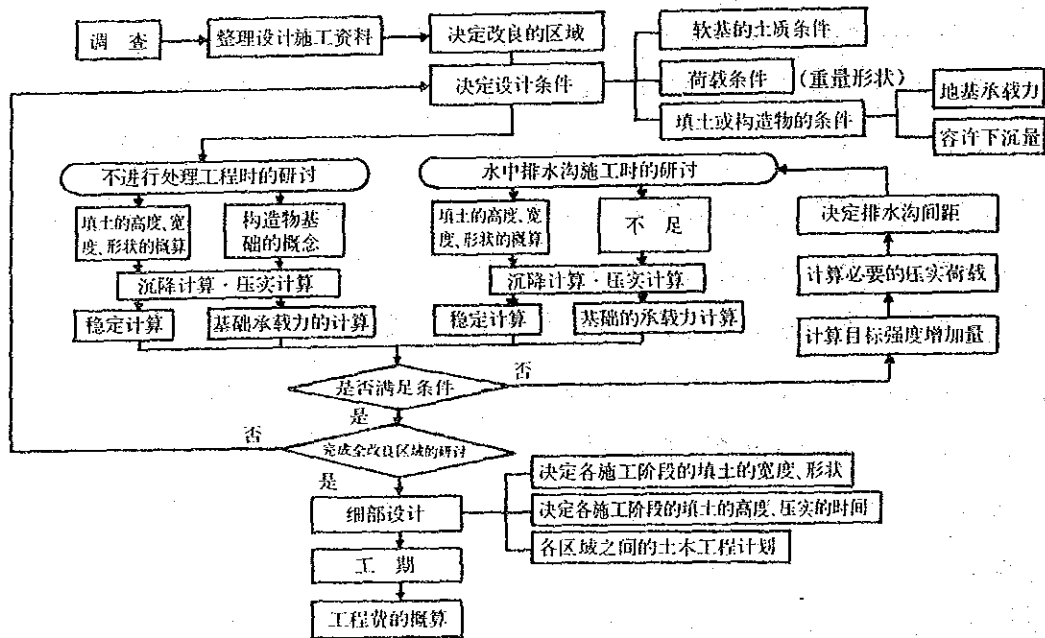 调 查
整理设计施工资料
决定改良的区域
软基的土质条件
决定设计条件
荷载条件
(重量形状)
填土或构造物的条件
地基承载力
容许下沉量
不进行处理工程时的研讨
填土的高度、宽
度、形状的概算
构造物基
础的概念
沉降计算·压实计算
稳定计算
基础承载力的计算
水中排水沟施工时的研讨
填土的高度、宽
度、形状的概算
不 足
沉降计算·压实计算
稳定计算
基础的承载力计算
决定排水沟间距
计算必要的压实荷载
计算目标强度增加量
是否满足条件
否
是
完成全改良区域的研讨
否
是
细部设计
决定各施工阶段的填土的宽度、形状
决定各施工阶段的填土的高度、压实的时间
各区域之间的土木工程计划
工 期
工程费的概算